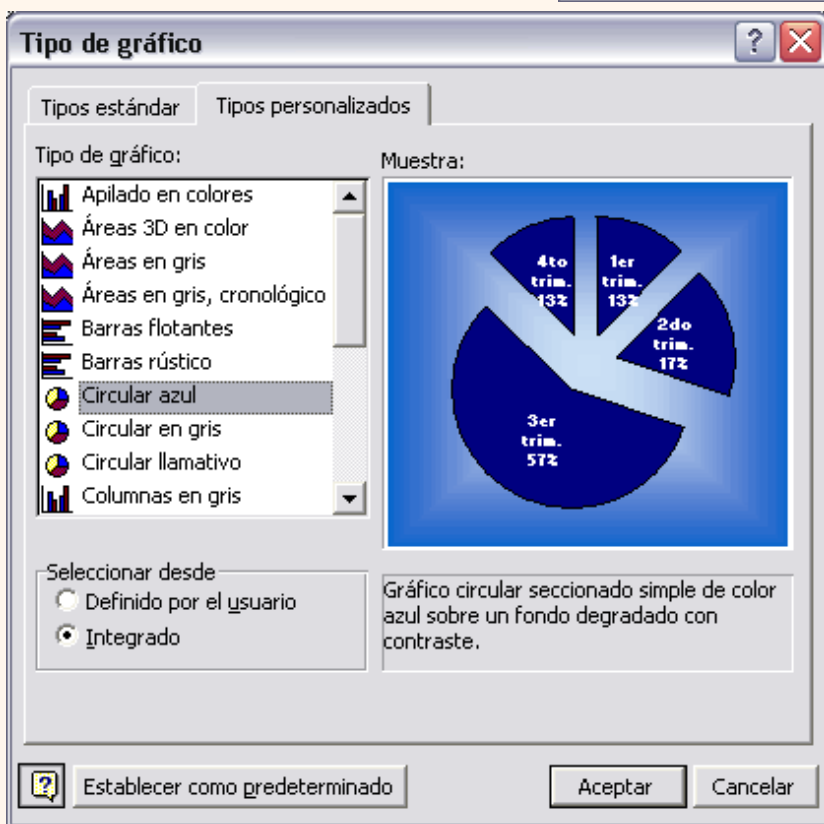 Tipo de gráfico
Tipos estándar
Tipos personalizados
Tipo de gráfico:
Apilado en colores
Áreas 3D en color
Áreas en gris
Áreas en gris, cronológico
Barras flotantes
Barras rústico
Circular azul
Circular en gris
Circular llamativo
Columnas en gris
Muestra:
4to
trim.
13%
1er
trim.
13%
2do
trim.
17%
3er
trim.
57%
Seleccionar desde
Definido por el usuario
Integrado
Gráfico circular seccionado simple de color
azul sobre un fondo degradado con
contraste.
Establecer como predeterminado
Aceptar
Cancelar